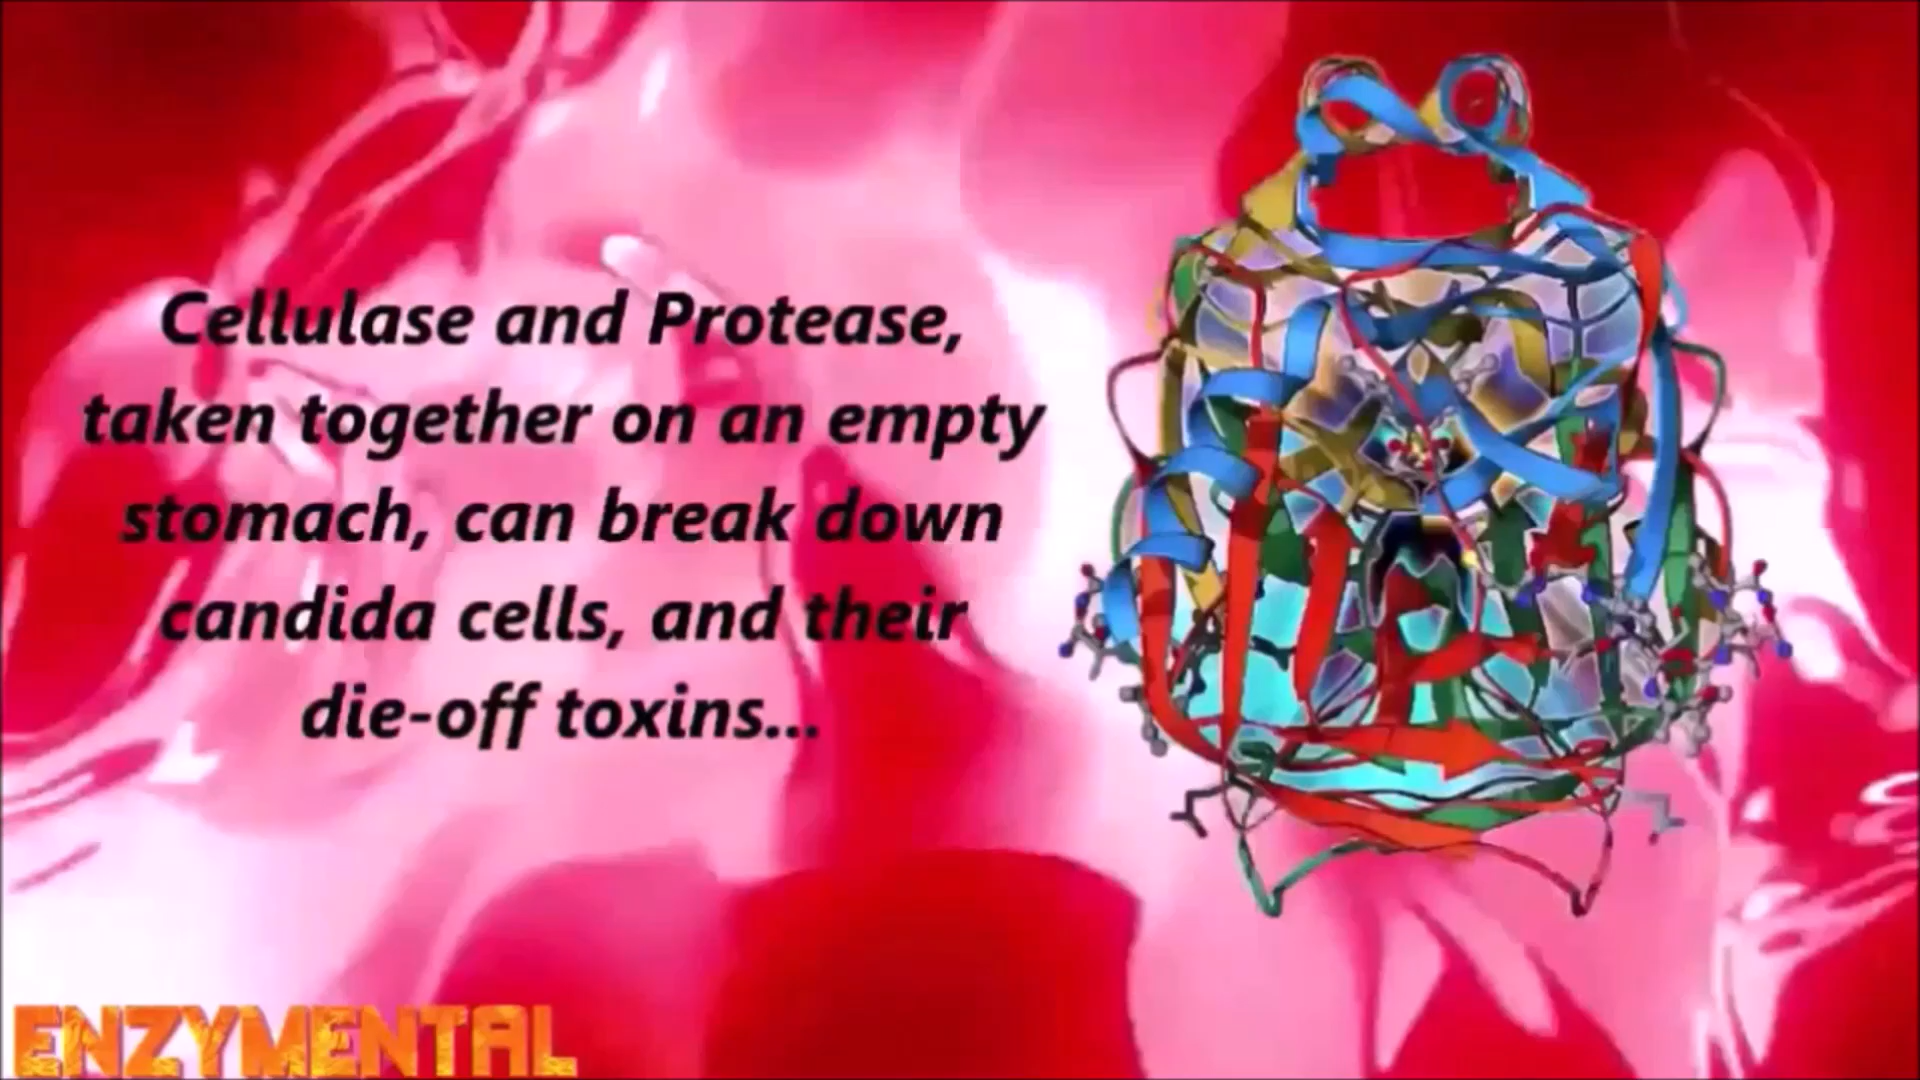 Cellulase and Protease,
taken together on an empty
stomach, can break down
candida cells, and their
die-off toxins...
ENZYMENTAL